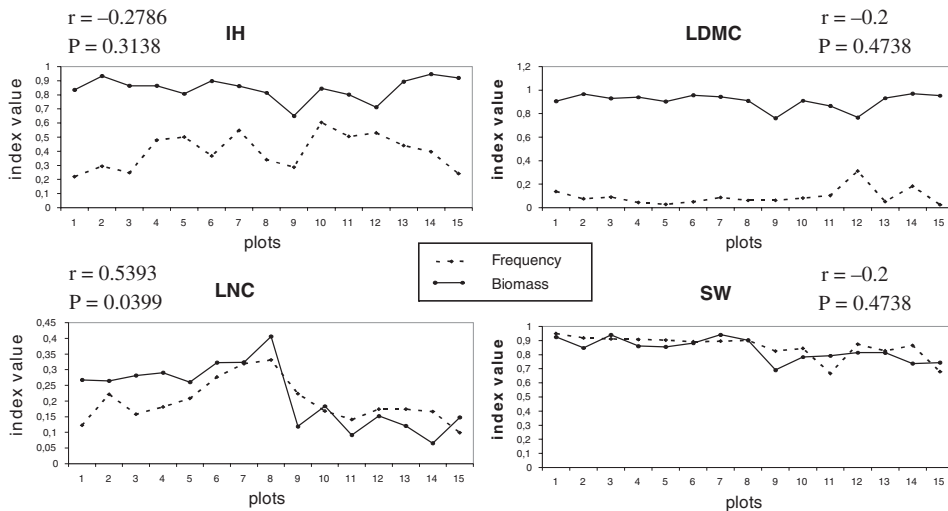 r = –0.2786
P = 0.3138
IH
index value
1
0,9
0,8
0,7
0,6
0,5
0,4
0,3
0,2
0,1
0
1 2 3 4 5 6 7 8 9 10 11 12 13 14 15
plots
r = –0.2
P = 0.4738
LDMC
index value
1,2
1
0,8
0,6
0,4
0,2
0
1 2 3 4 5 6 7 8 9 10 11 12 13 14 15
plots
Frequency
Biomass
r = 0.5393
P = 0.0399
LNC
index value
0,45
0,4
0,35
0,3
0,25
0,2
0,15
0,1
0,05
0
1 2 3 4 5 6 7 8 9 10 11 12 13 14 15
plots
r = –0.2
P = 0.4738
SW
index value
1
0,9
0,8
0,7
0,6
0,5
0,4
0,3
0,2
0,1
0
1 2 3 4 5 6 7 8 9 10 11 12 13 14 15
plots